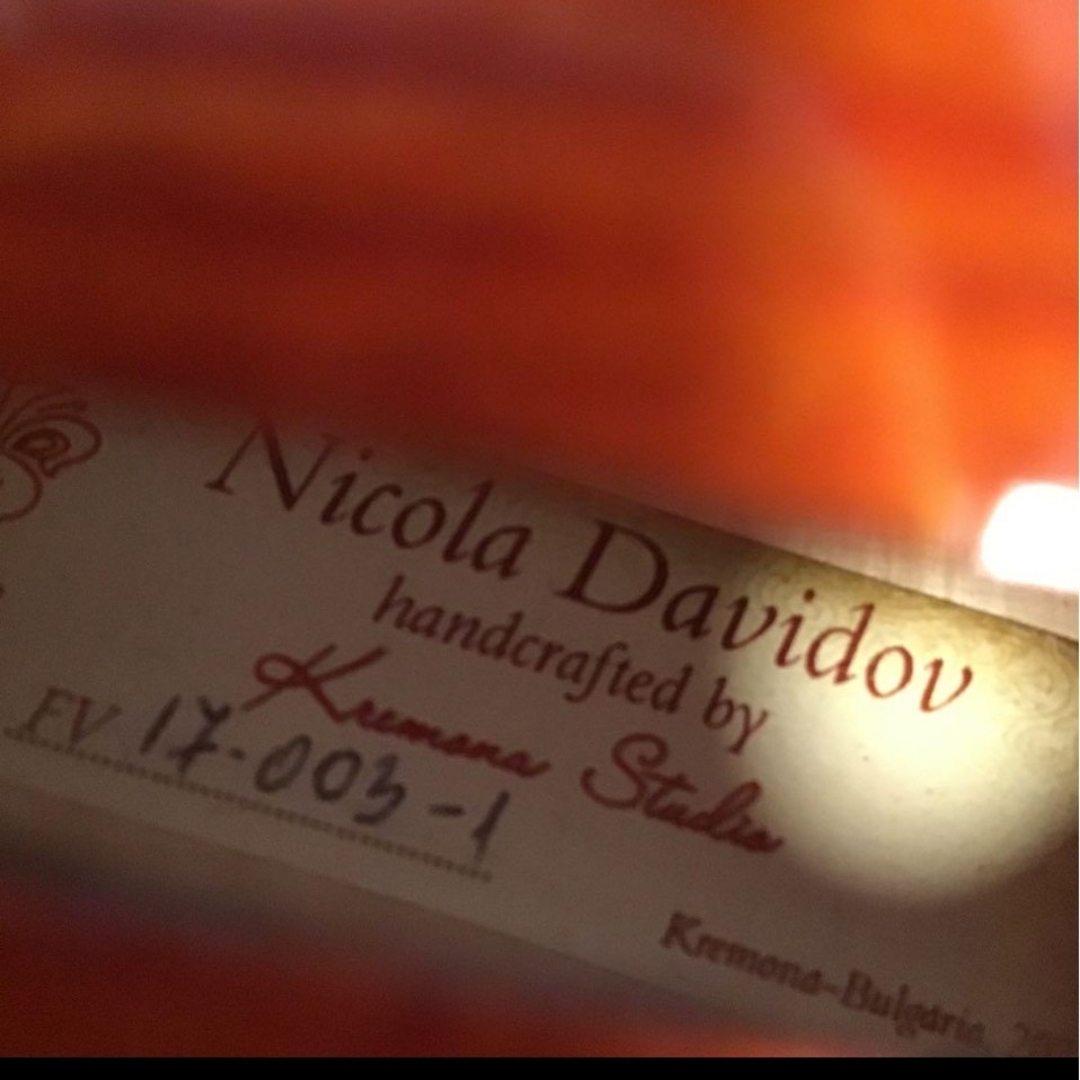 Nicola Davidov
handcrafted by
Kremona Studio
FV 17-003-1
Kremona-Bulgaria